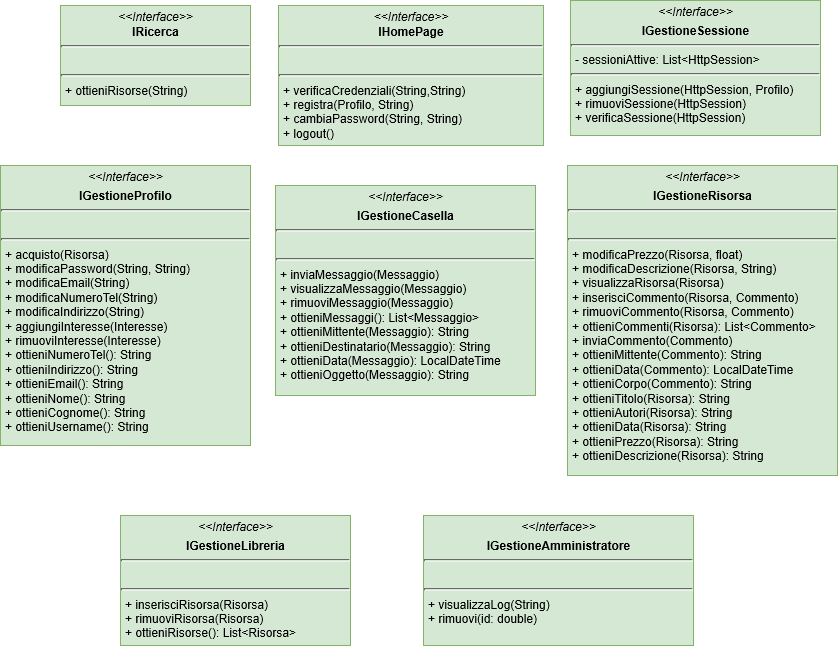 <<Interface>>
IRicerca
+ ottieniRisorse(String)
<<Interface>>
IHomePage
+ verificaCredenziali(String,String)
+ registra(Profilo, String)
+ cambiaPassword(String, String)
+ logout()
<<Interface>>
IGestioneSessione
- sessioniAttive: List<HttpSession>
+ aggiungiSessione(HttpSession, Profilo)
+ rimuoviSessione(HttpSession)
+ verificaSessione(HttpSession)
<<Interface>>
IGestioneProfilo
+ acquisto(Risorsa)
+ modificaPassword(String, String)
+ modificaEmail(String)
+ modificaNumeroTel(String)
+ modificaIndirizzo(String)
+ aggiungiInteresse(Interesse)
+ rimuoviInteresse(Interesse)
+ ottieniNumeroTel(): String
+ ottieniIndirizzo(): String
+ ottieniEmail(): String
+ ottieniNome(): String
+ ottieniCognome(): String
+ ottieniUsername(): String
<<Interface>>
IGestioneCasella
+ inviaMessaggio(Messaggio)
+ visualizzaMessaggio(Messaggio)
+ rimuoviMessaggio(Messaggio)
+ ottieniMessaggi(): List<Messaggio>
+ ottieniMittente(Messaggio): String
+ ottieniDestinatario(Messaggio): String
+ ottieniData(Messaggio): LocalDateTime
+ ottieniOggetto(Messaggio): String
<<Interface>>
IGestioneRisorsa
+ modificaPrezzo(Risorsa, float)
+ modificaDescrizione(Risorsa, String)
+ visualizzaRisorsa(Risorsa)
+ inserisciCommento(Risorsa, Commento)
+ rimuoviCommento(Risorsa, Commento)
+ ottieniCommenti(Risorsa): List<Commento>
+ inviaCommento(Commento)
+ ottieniMittente(Commento): String
+ ottieniData(Commento): LocalDateTime
+ ottieniCorpo(Commento): String
+ ottieniTitolo(Risorsa): String
+ ottieniAutori(Risorsa): String
+ ottieniData(Risorsa): String
+ ottieniPrezzo(Risorsa): String
+ ottieniDescrizione(Risorsa): String
<<Interface>>
IGestioneLibreria
+ inserisciRisorsa(Risorsa)
+ rimuoviRisorsa(Risorsa)
+ ottieniRisorse(): List<Risorsa>
<<Interface>>
IGestioneAmministratore
+ visualizzaLog(String)
+ rimuovi(id: double)